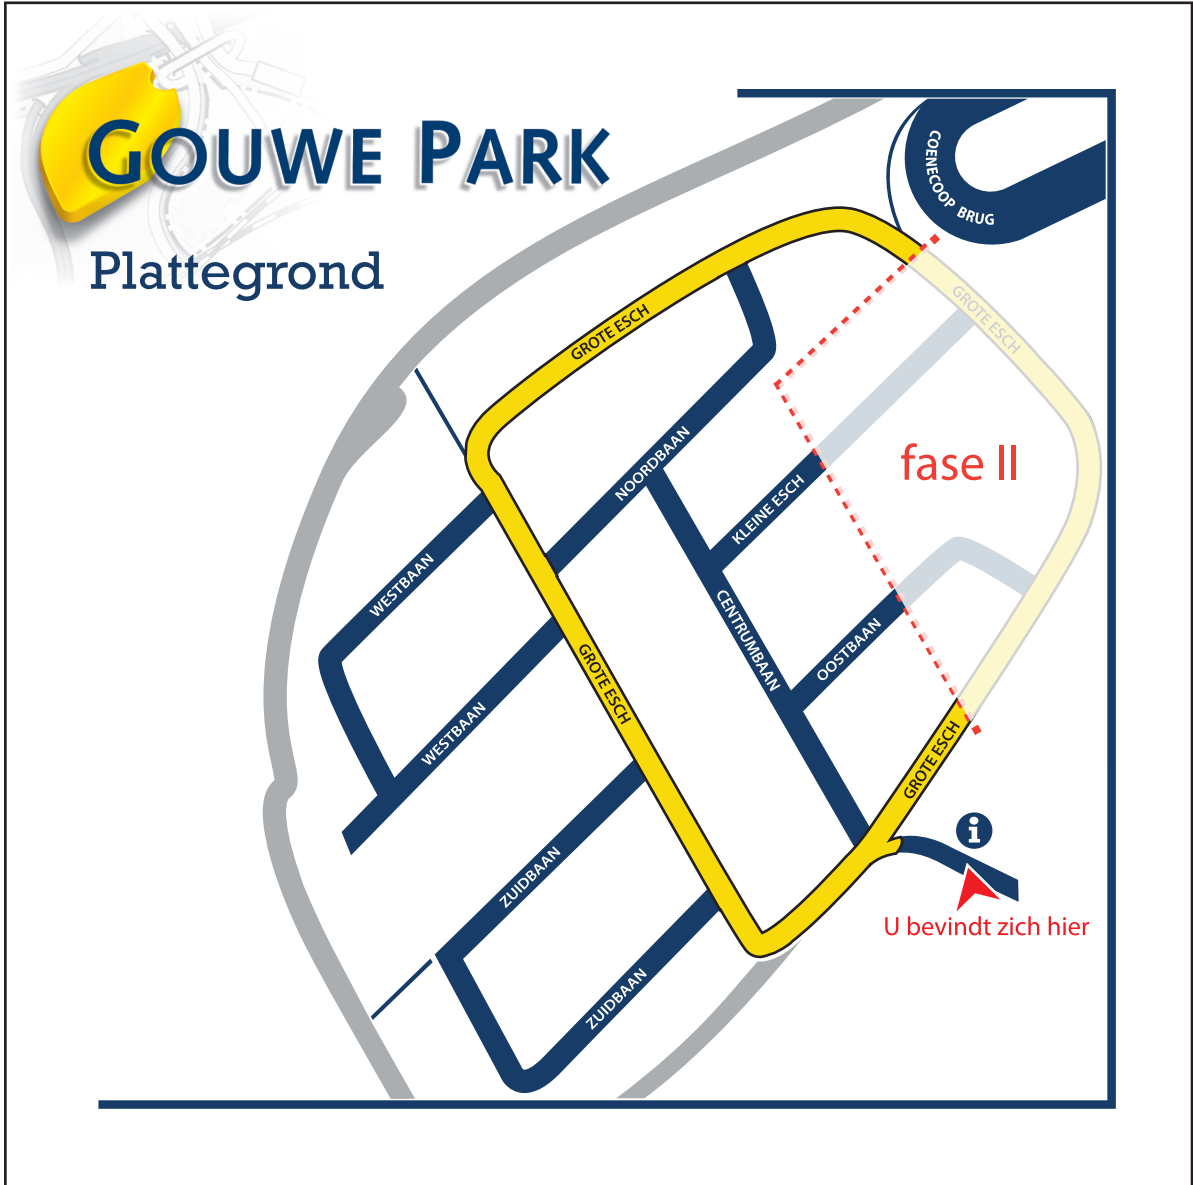 GOUWE PARK
Plattegrond
COENECOOP BRUG
GROTE ESCH
GROTE ESCH
NOORDBAAN
fase II
KLEINE ESCH
WESTBAAN
CENTRUMBAAN
OOSTBAAN
GROTE ESCH
WESTBAAN
GROTE ESCH
i
ZUIDBAAN
U bevindt zich hier
ZUIDBAAN